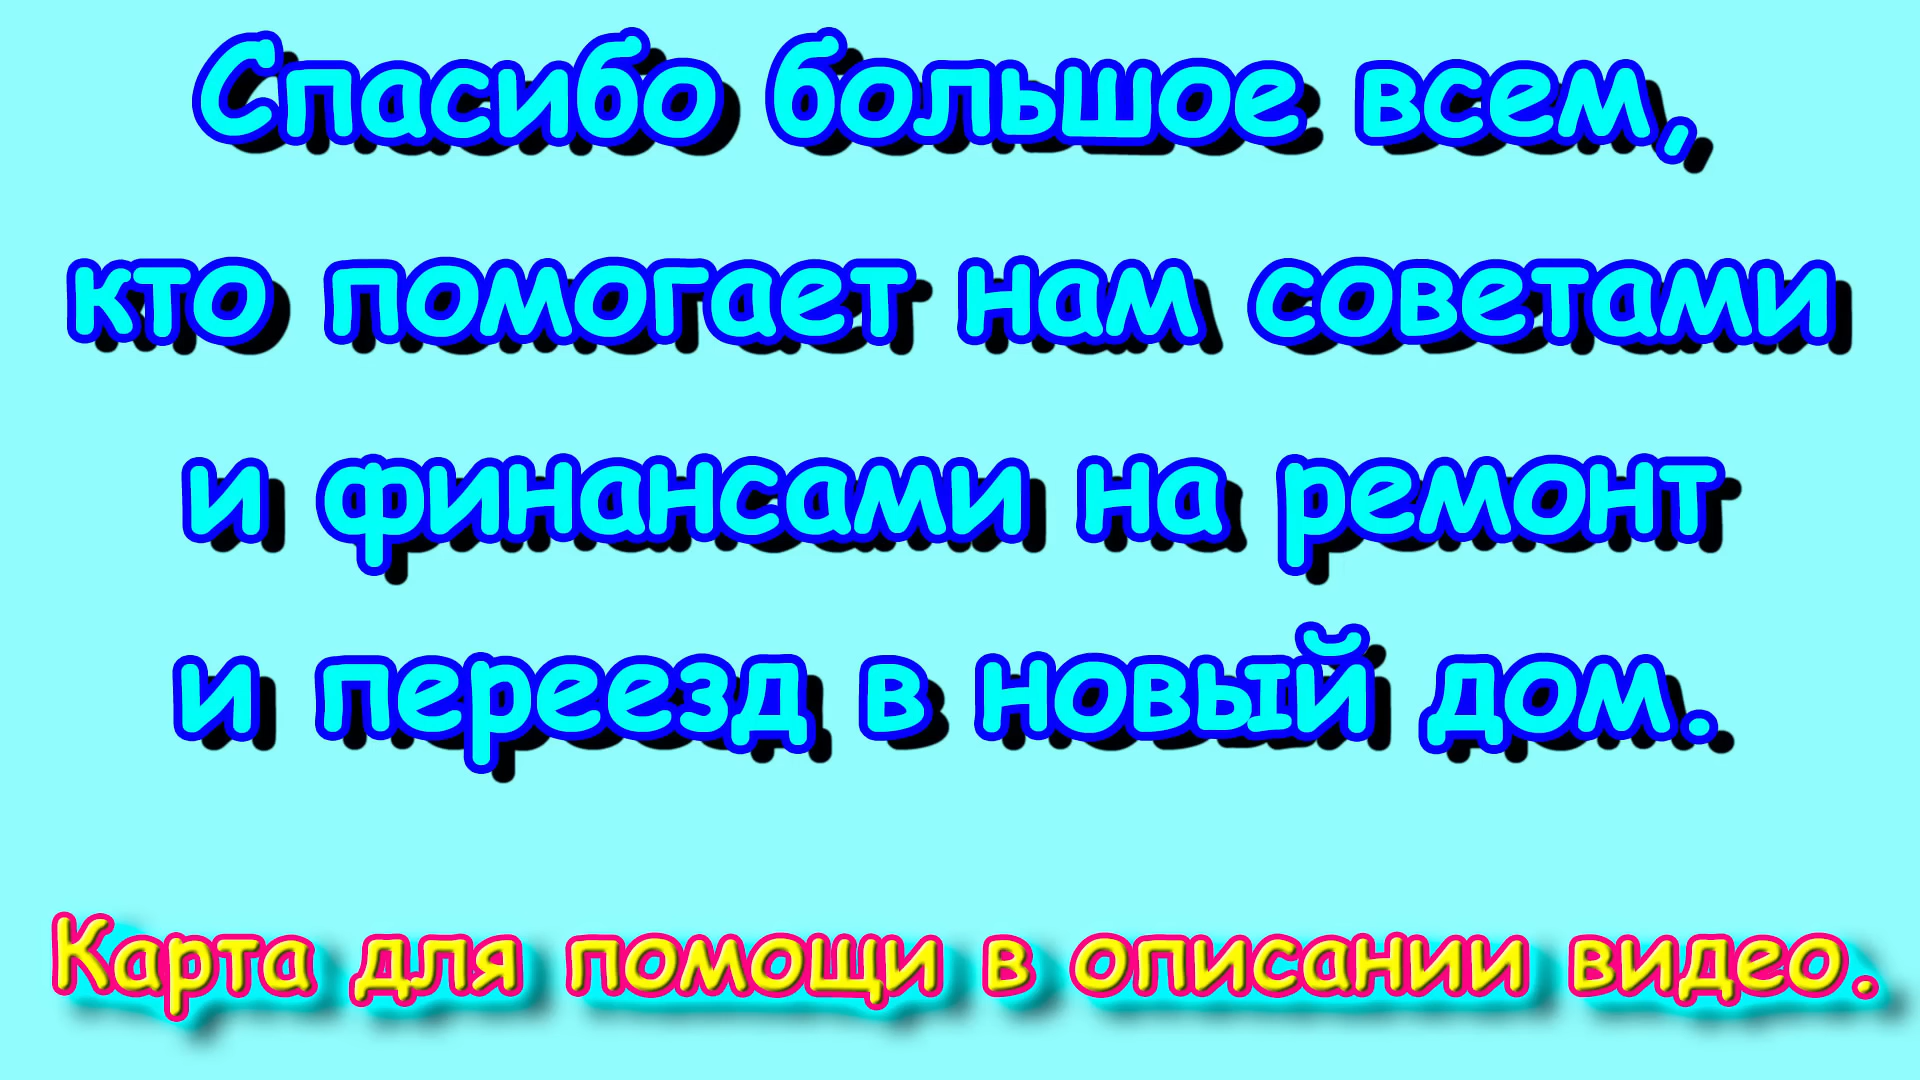 Спасибо большое всем,
кто помогает нам советами
и финансами на ремонт
и переезд в новый дом.
Карта для помощи в описании видео.